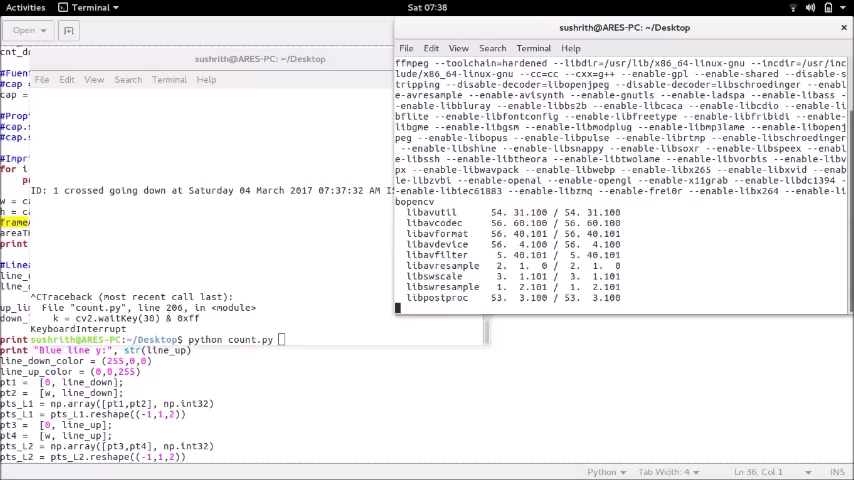 Activities
Terminal
Sat 07:38
Open
sushrith@ARES-PC: ~/Desktop
File Edit View Search Terminal Help
ID: 1 crossed going down at Saturday 04 March 2017 07:37:32 AM IS
^CTraceback (most recent call last):
File "count.py", line 206, in <module>
k = cv2.waitKey(30) & 0xff
KeyboardInterrupt
sushrith@ARES-PC:~/Desktop$ python count.py
sushrith@ARES-PC: ~/Desktop
File Edit View Search Terminal Help
ffmpeg --toolchain=hardened --libdir=/usr/lib/x86_64-linux-gnu --incdir=/usr/inc
lude/x86_64-linux-gnu --cc=cc --cxx=g++ --enable-gpl --enable-shared --disable-s
tripping --disable-decoder=libopenjpeg --disable-decoder=libschroedinger --enabl
e-avresample --enable-avisynth --enable-gnutls --enable-ladspa --enable-libass -
-enable-libbluray --enable-libbs2b --enable-libcaca --enable-libcdio --enable-li
bflite --enable-libfontconfig --enable-libfreetype --enable-libfribidi --enable-
libgme --enable-libgsm --enable-libmodplug --enable-libmp3lame --enable-libopenj
peg --enable-libopus --enable-libpulse --enable-librtmp --enable-libschroedinger
--enable-libshine --enable-libsnappy --enable-libsoxr --enable-libspeex --enabl
e-libssh --enable-libtheora --enable-libtwolame --enable-libvorbis --enable-libv
px --enable-libwavpack --enable-libwebp --enable-libx265 --enable-libxvid --enab
le-libzvbi --enable-openal --enable-opengl --enable-x11grab --enable-libdc1394 -
-enable-libiec61883 --enable-libzmq --enable-frei0r --enable-libx264 --enable-li
bopencv
libavutil 54. 31.100 / 54. 31.100
libavcodec 56. 60.100 / 56. 60.100
libavformat 56. 40.101 / 56. 40.101
libavdevice 56. 4.100 / 56. 4.100
libavfilter 5. 40.101 / 5. 40.101
libavresample 2. 1. 0 / 2. 1. 0
libswscale 3. 1.101 / 3. 1.101
libswresample 1. 2.101 / 1. 2.101
libpostproc 53. 3.100 / 53. 3.100
cnt_do
#Fuen
#cap =
cap =
#Propi
#cap.s
#cap.s
#Impri
for i
pr
w = ca
h = ca
frameA
areaTH
print
#Linea
line_u
line_d
up_lin
down_l
print
print "Blue line y:", str(line_up)
line_down_color = (255,0,0)
line_up_color = (0,0,255)
pt1 = [0, line_down];
pt2 = [w, line_down];
pts_L1 = np.array([pt1,pt2], np.int32)
pts_L1 = pts_L1.reshape((-1,1,2))
pt3 = [0, line_up];
pt4 = [w, line_up];
pts_L2 = np.array([pt3,pt4], np.int32)
pts_L2 = pts_L2.reshape((-1,1,2))
Python Tab Width: 4 Ln 36, Col 1 INS